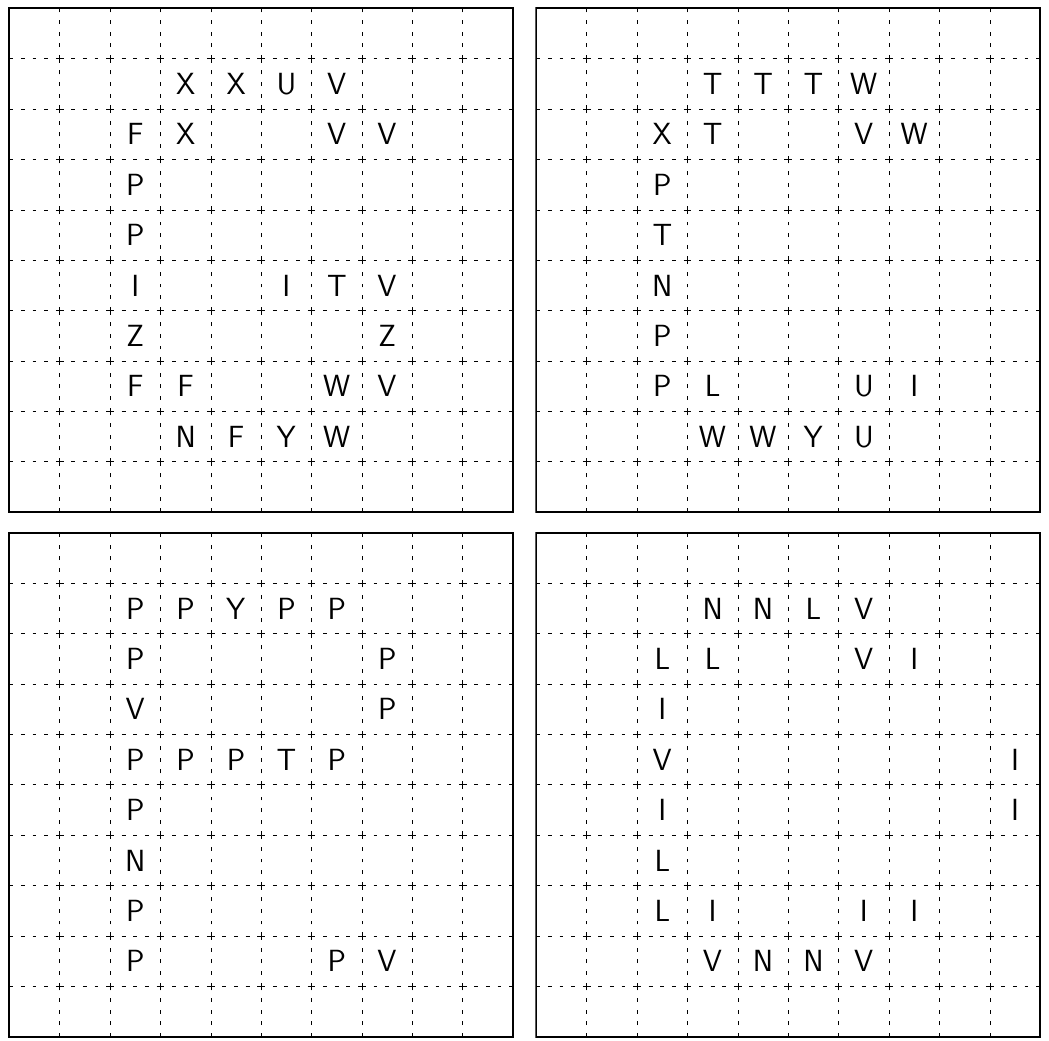 X X U V
F X V V
P
P
I I T V
Z Z
F F W V
N F Y W
T T T W
X T V W
P
T
N
P
P L U I
W W Y U
P P Y P P
P P
V P
P P P T P
P
N
P
P P V
N N L V
L L V I
I
V I
I I
L
L I I I
V N N V